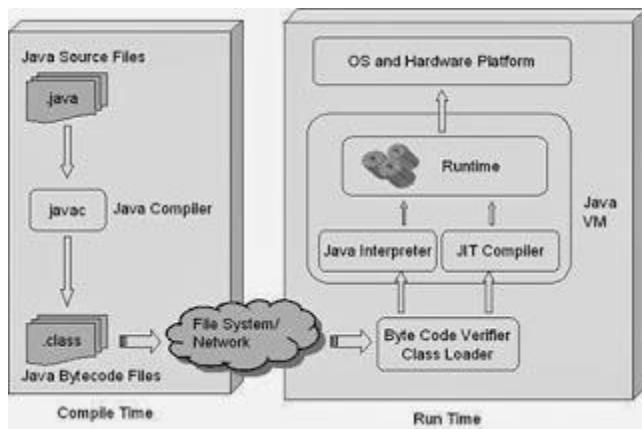 Java Source Files
.java
javac
Java Compiler
.class
Java Bytecode Files
Compile Time
File System/
Network
OS and Hardware Platform
Runtime
Java
VM
Java Interpreter
JIT Compiler
Byte Code Verifier
Class Loader
Run Time